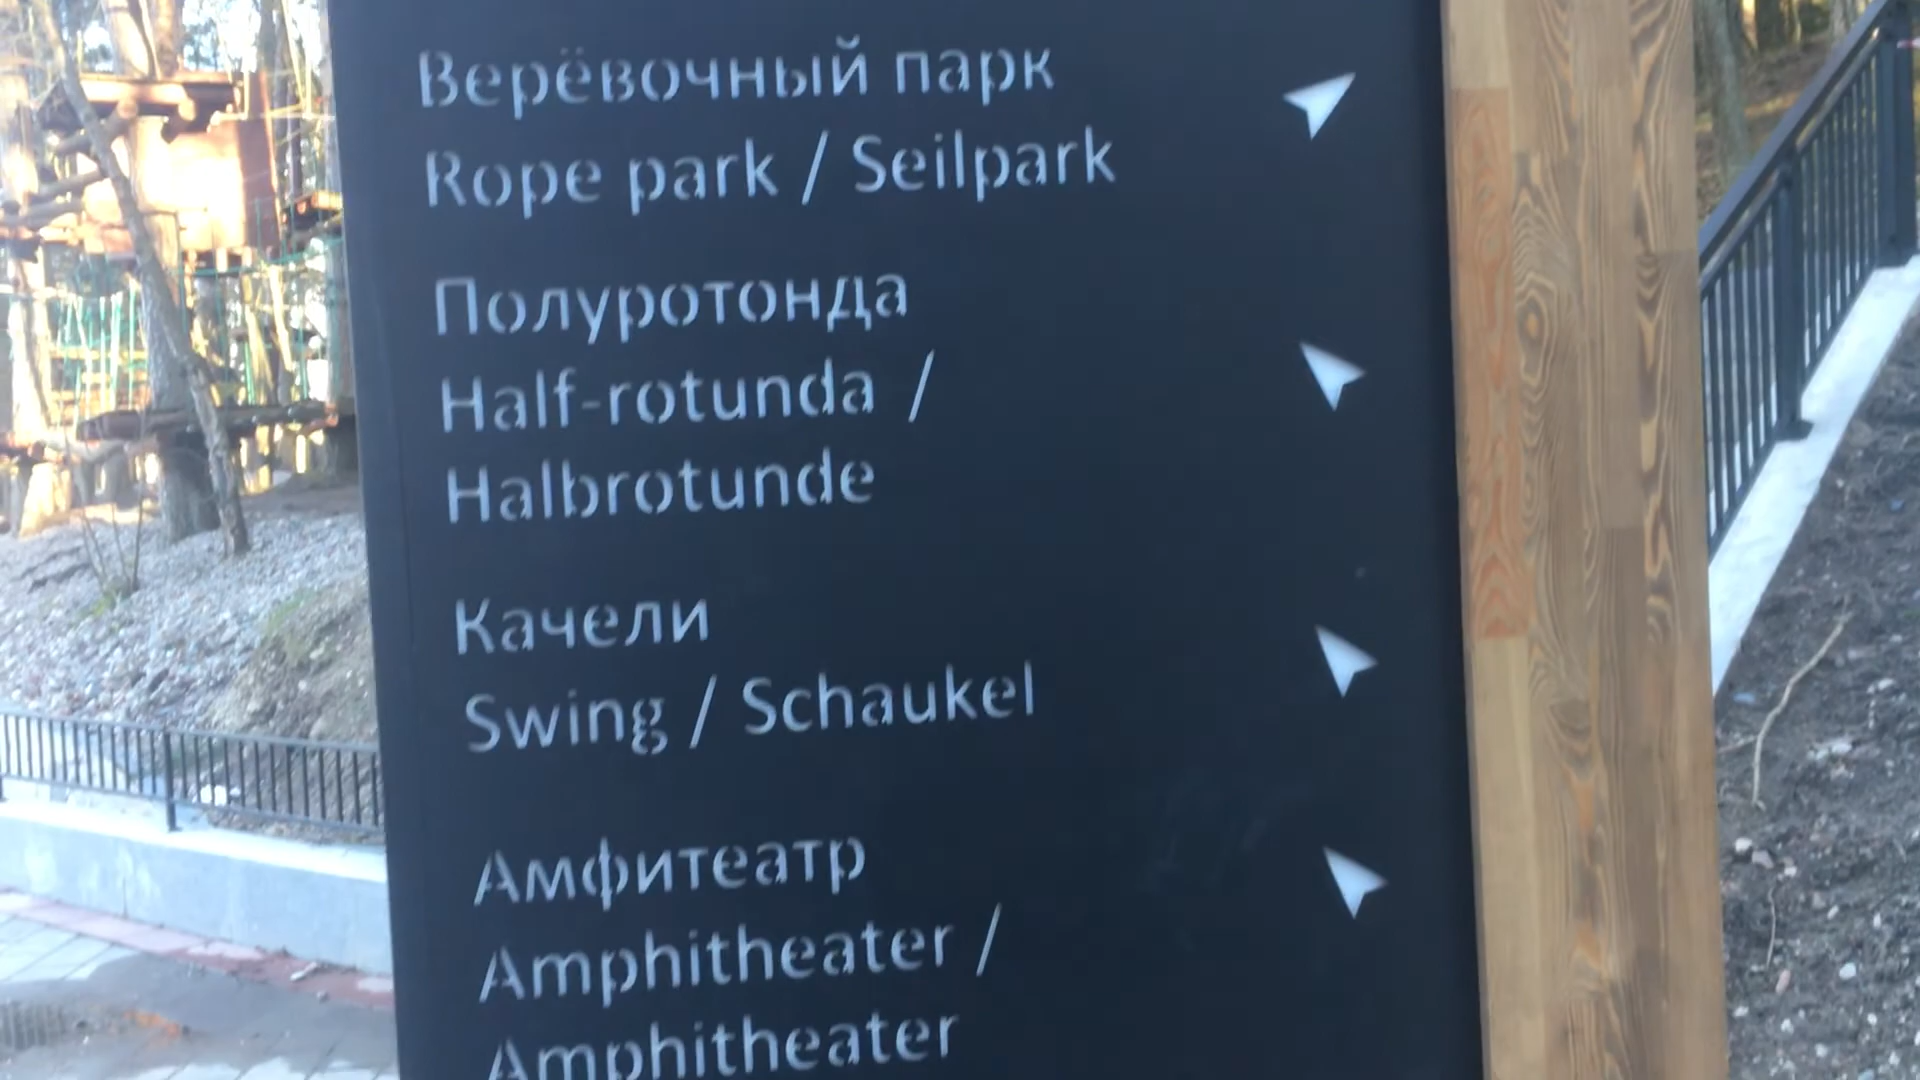 Верёвочный парк
Rope park / Seilpark
Полуротонда
Half-rotunda /
Halbrotunde
Качели
Swing / Schaukel
Амфитеатр
Amphitheater /
Amphitheater